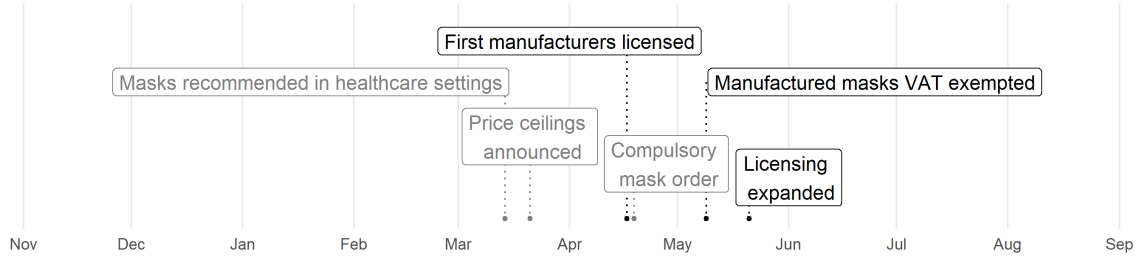 First manufacturers licensed
Masks recommended in healthcare settings
Manufactured masks VAT exempted
Price ceilings
announced
Compulsory
mask order
Licensing
expanded
Nov Dec Jan Feb Mar Apr May Jun Jul Aug Sep